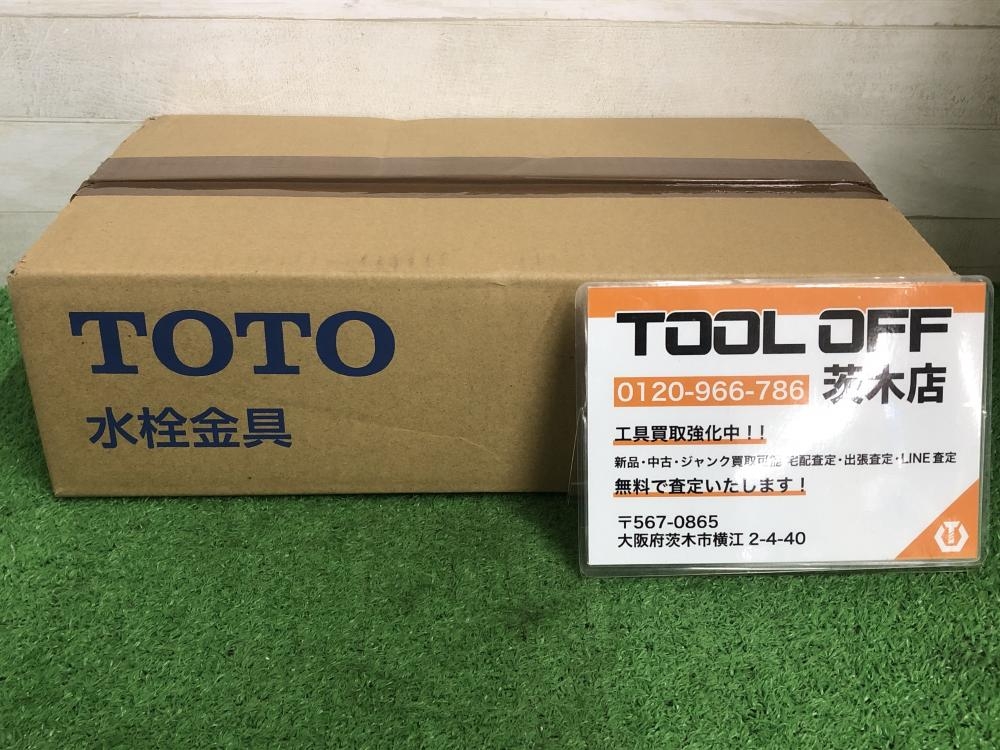 TOTO
水栓金具
TOOL OFF
0120-966-786 茨木店
工具買取強化中！！
新品・中古・ジャンク買取可能 宅配査定・出張査定・LINE査定
無料で査定いたします！
〒567-0865
大阪府茨木市横江 2-4-40